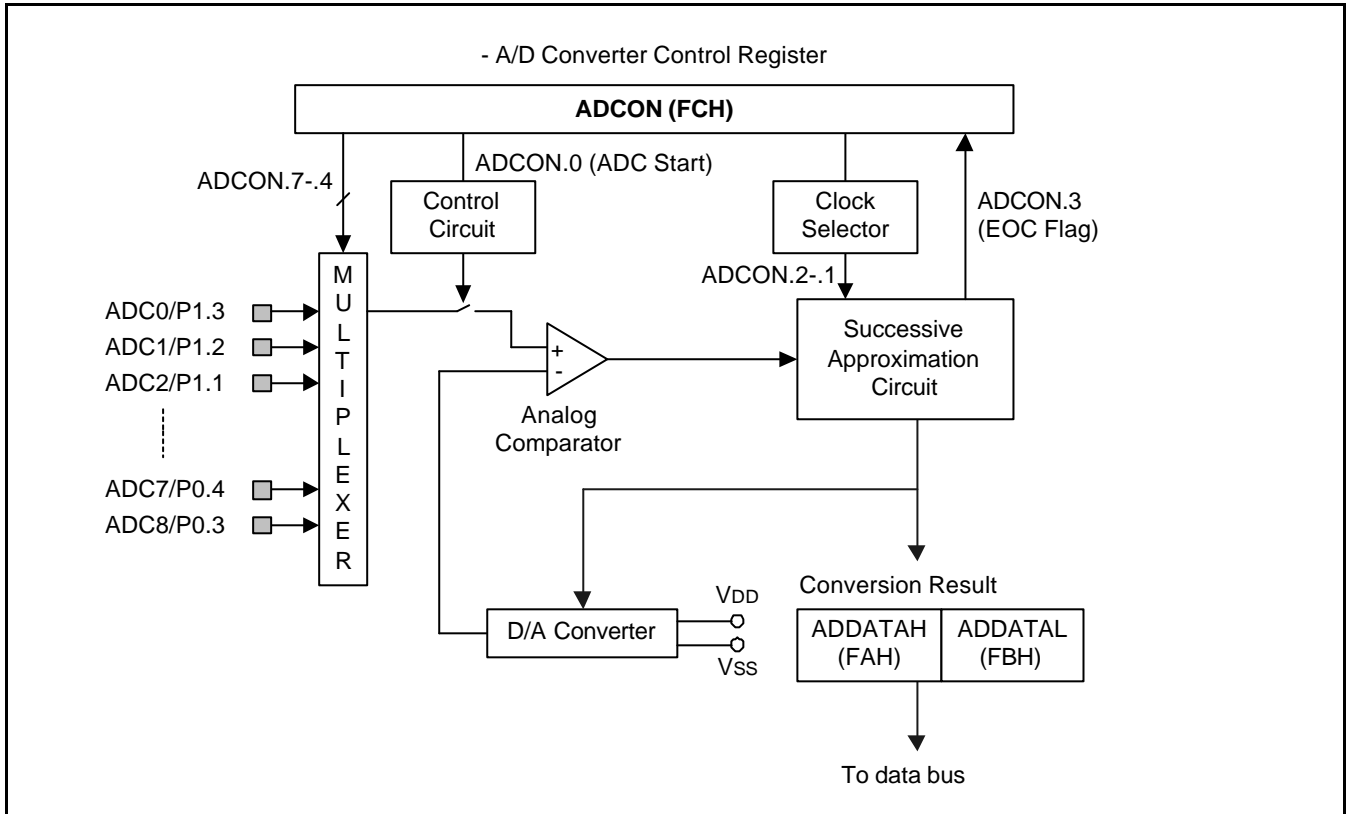 - A/D Converter Control Register
ADCON (FCH)
ADCON.7-.4
ADCON.0 (ADC Start)
Control
Circuit
Clock
Selector
ADCON.3
(EOC Flag)
ADCON.2-.1
MULTIPLEXER
ADC0/P1.3
ADC1/P1.2
ADC2/P1.1
ADC7/P0.4
ADC8/P0.3
+
-
Analog
Comparator
Successive
Approximation
Circuit
D/A Converter
VDD
VSS
Conversion Result
ADDATAH
(FAH)
ADDATAL
(FBH)
To data bus